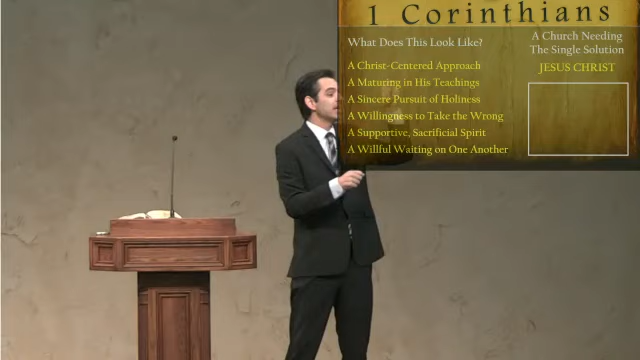 1 Corinthians
What Does This Look Like?
A Christ-Centered Approach
A Maturing in His Teachings
A Sincere Pursuit of Holiness
A Willingness to Take the Wrong
A Supportive, Sacrificial Spirit
A Willful Waiting on One Another
A Church Needing
The Single Solution
JESUS CHRIST